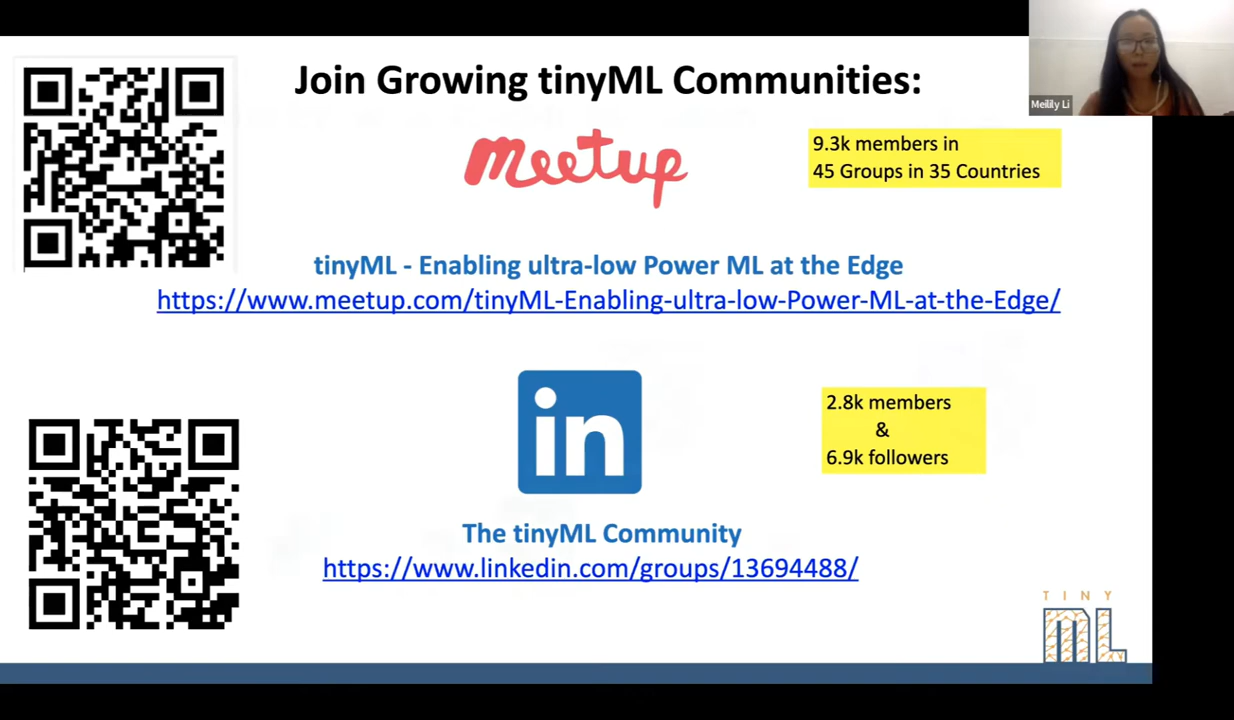 Join Growing tinyML Communities:
Meilily Li
meetup
9.3k members in
45 Groups in 35 Countries
tinyML - Enabling ultra-low Power ML at the Edge
https://www.meetup.com/tinyML-Enabling-ultra-low-Power-ML-at-the-Edge/
in
2.8k members
&
6.9k followers
The tinyML Community
https://www.linkedin.com/groups/13694488/
TINY
ML